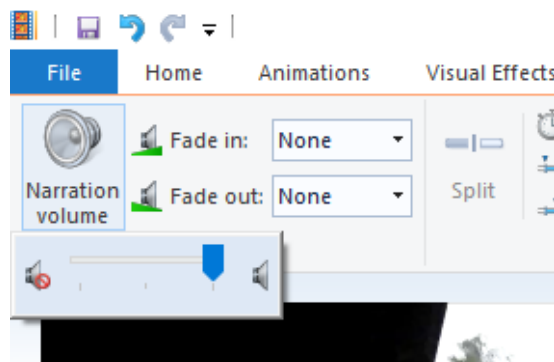 File Home Animations Visual Effects
Narration volume
Fade in: None
Fade out: None
Split